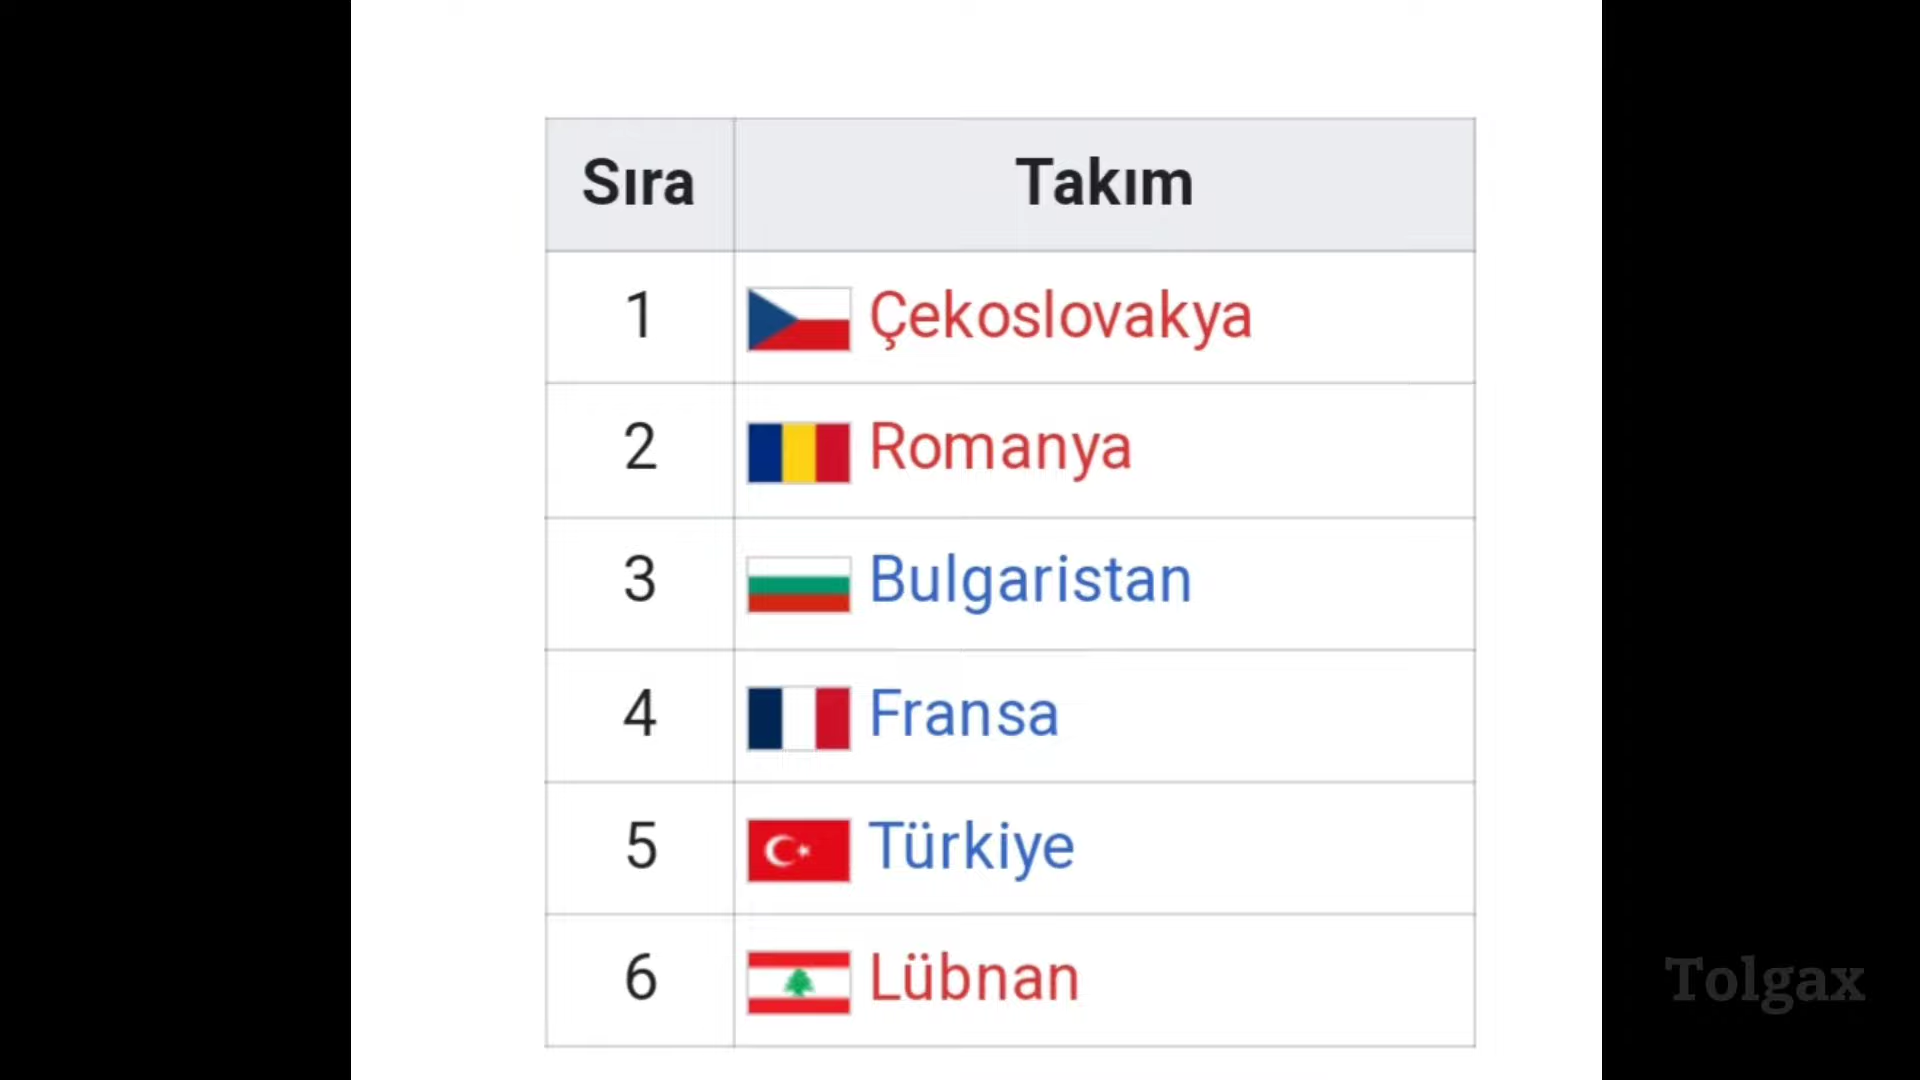 Sıra Takım
1 Çekoslovakya
2 Romanya
3 Bulgaristan
4 Fransa
5 Türkiye
6 Lübnan
Tolgax